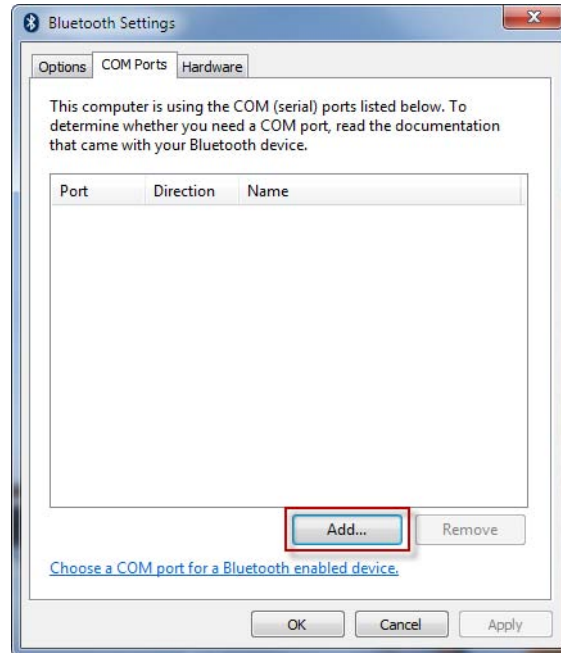 Bluetooth Settings
Options COM Ports Hardware
This computer is using the COM (serial) ports listed below. To
determine whether you need a COM port, read the documentation
that came with your Bluetooth device.
Port Direction Name
Add... Remove
Choose a COM port for a Bluetooth enabled device.
OK Cancel Apply